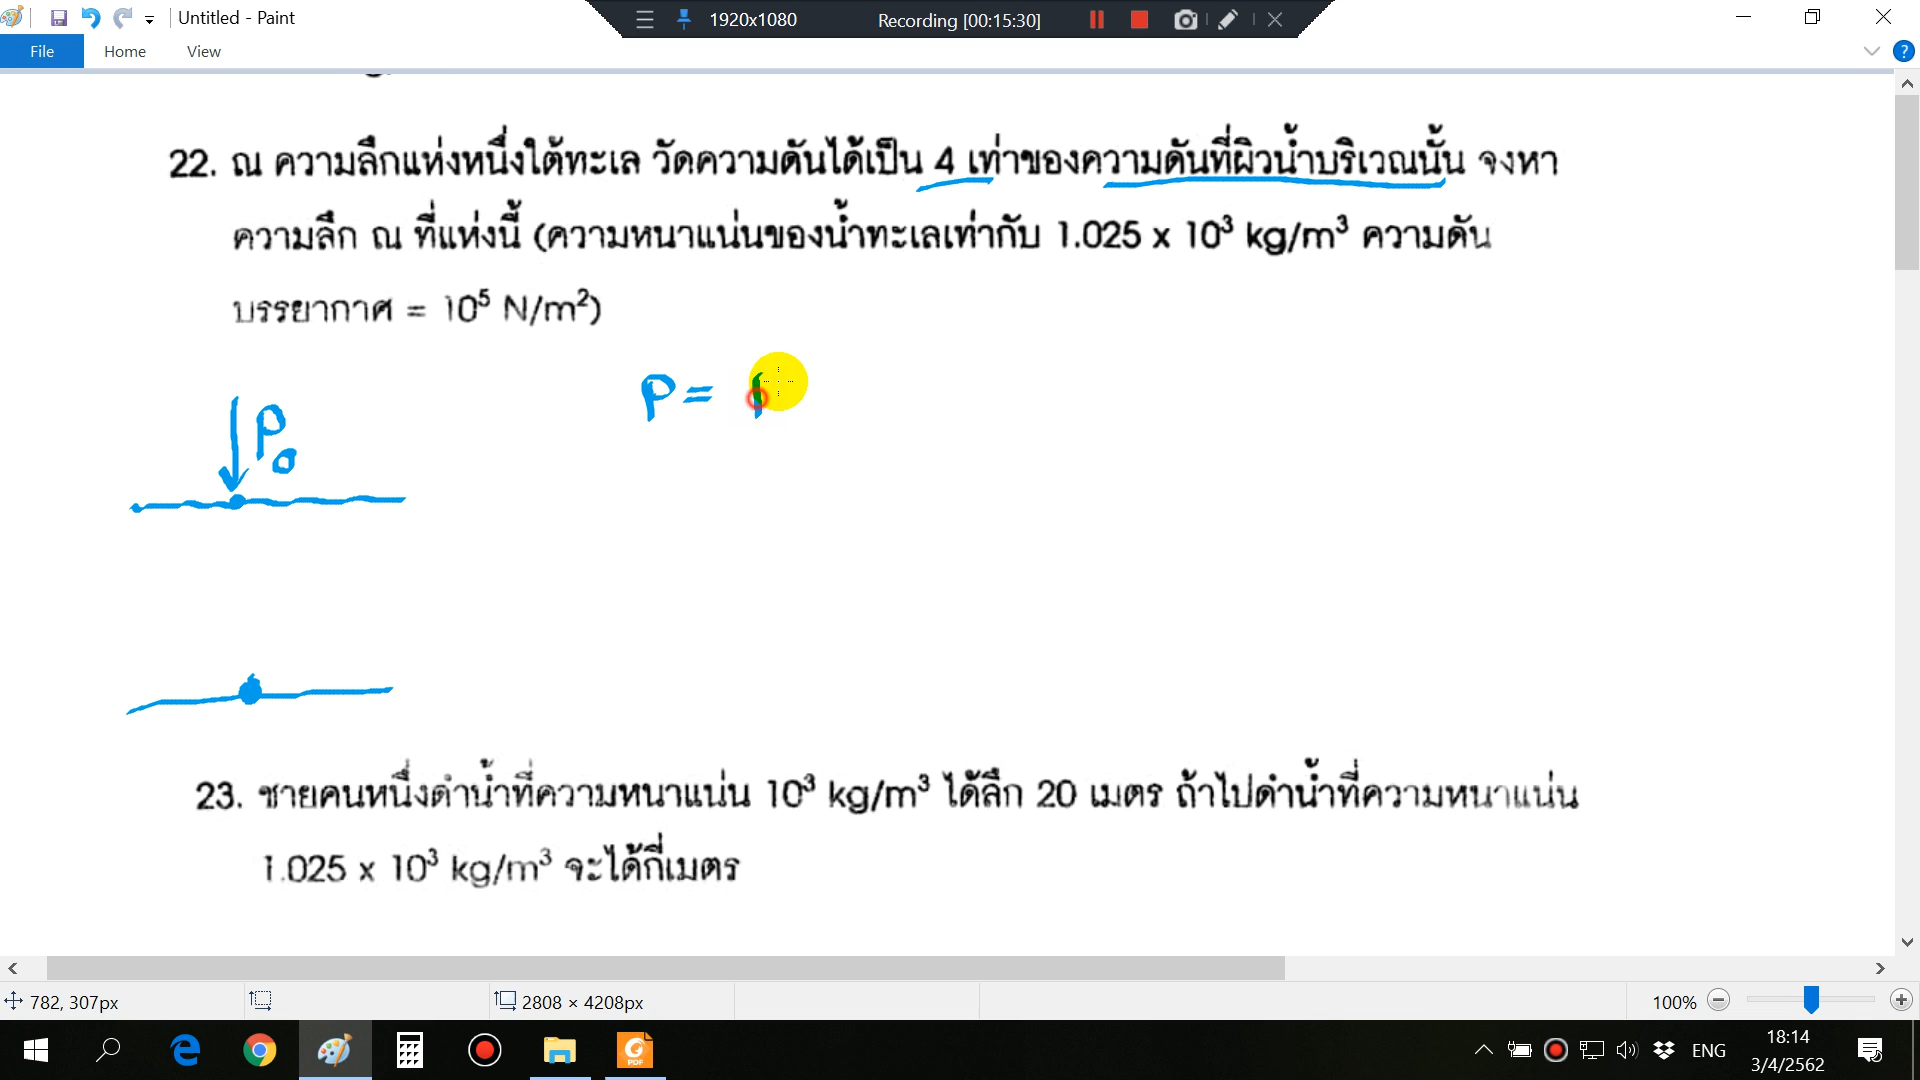 Untitled - Paint
1920x1080
Recording [00:15:30]
File
Home
View
22. ณ ความลึกแห่งหนึ่งใต้ทะเล วัดความดันได้เป็น 4 เท่าของความดันที่ผิวน้ำบริเวณนั้น จงหา
ความลึก ณ ที่แห่งนี้ (ความหนาแน่นของน้ำทะเลเท่ากับ 1.025 x 10³ kg/m³ ความดัน
บรรยากาศ = 10⁵ N/m²)
P =
P₀
23. ชายคนหนึ่งดำน้ำที่ความหนาแน่น 10³ kg/m³ ได้ลึก 20 เมตร ถ้าไปดำน้ำที่ความหนาแน่น
1.025 x 10³ kg/m³ จะได้กี่เมตร
782, 307px
2808 × 4208px
100%
PDF
ENG
18:14
3/4/2562